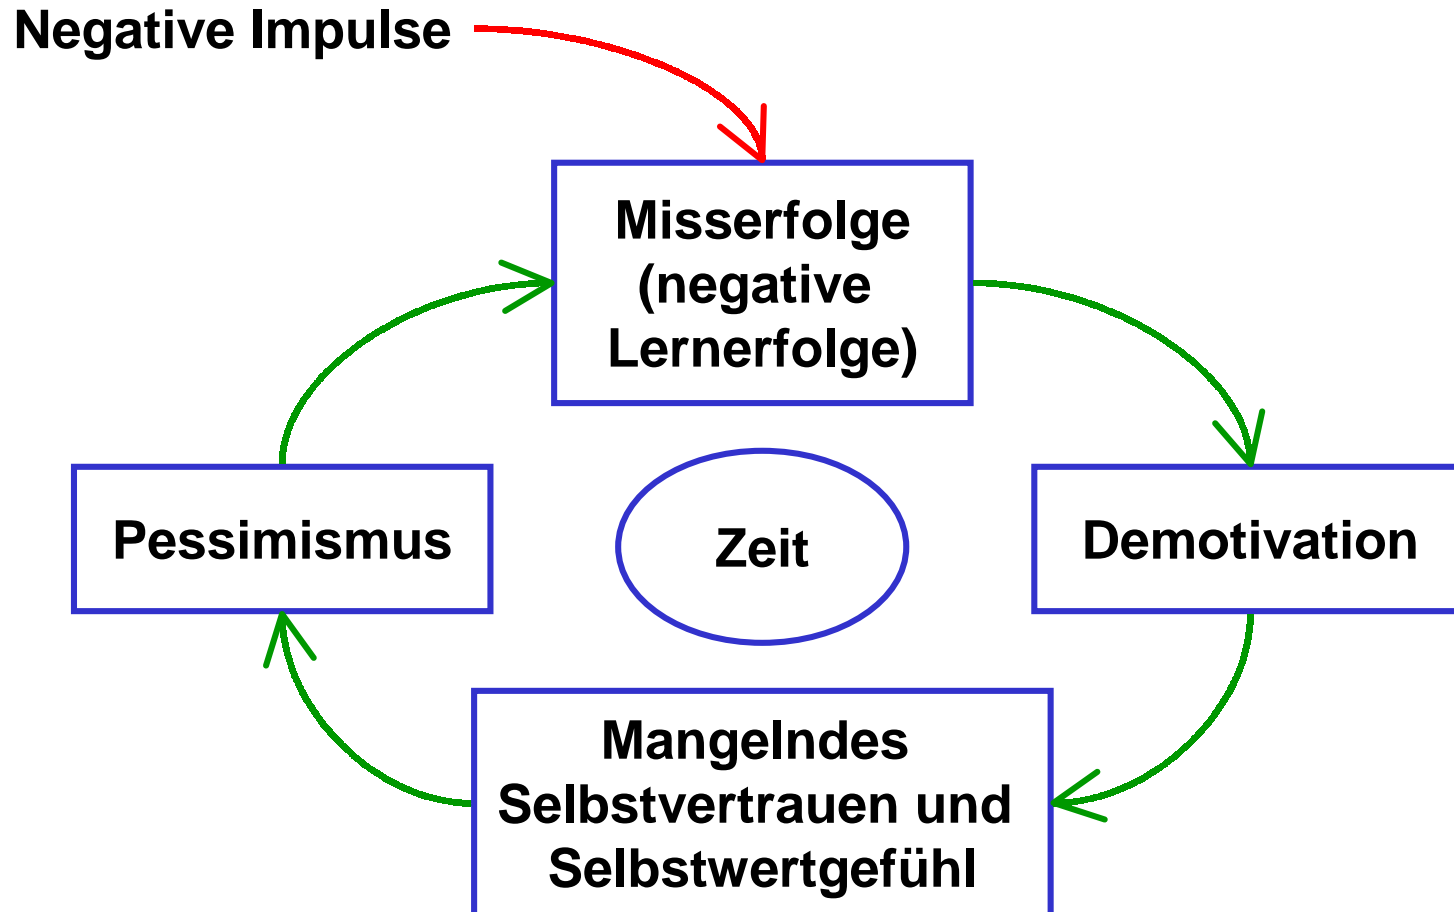 Negative Impulse
Misserfolge
(negative
Lernerfolge)
Pessimismus
Zeit
Demotivation
Mangelndes
Selbstvertrauen und
Selbstwertgefühl